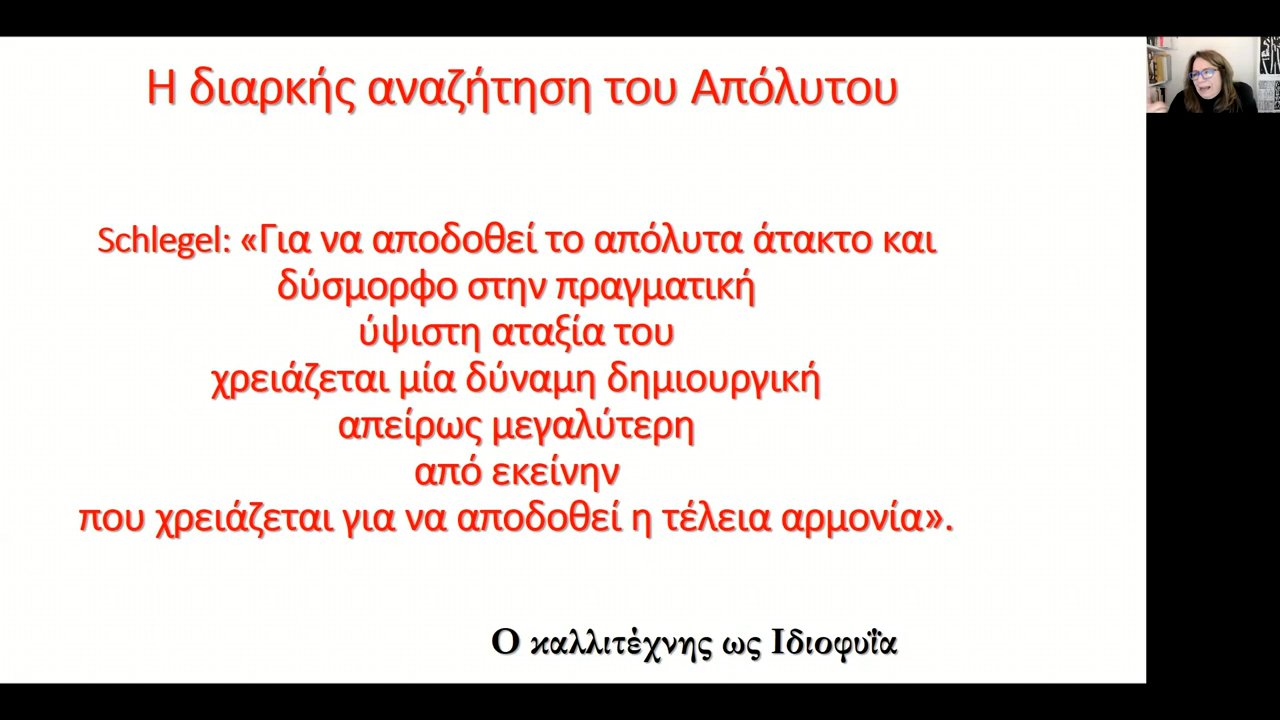 Η διαρκής αναζήτηση του Απόλυτου
Schlegel: «Για να αποδοθεί το απόλυτα άτακτο και
δύσμορφο στην πραγματική
ύψιστη αταξία του
χρειάζεται μία δύναμη δημιουργική
απείρως μεγαλύτερη
από εκείνην
που χρειάζεται για να αποδοθεί η τέλεια αρμονία».
Ο καλλιτέχνης ως Ιδιοφυΐα